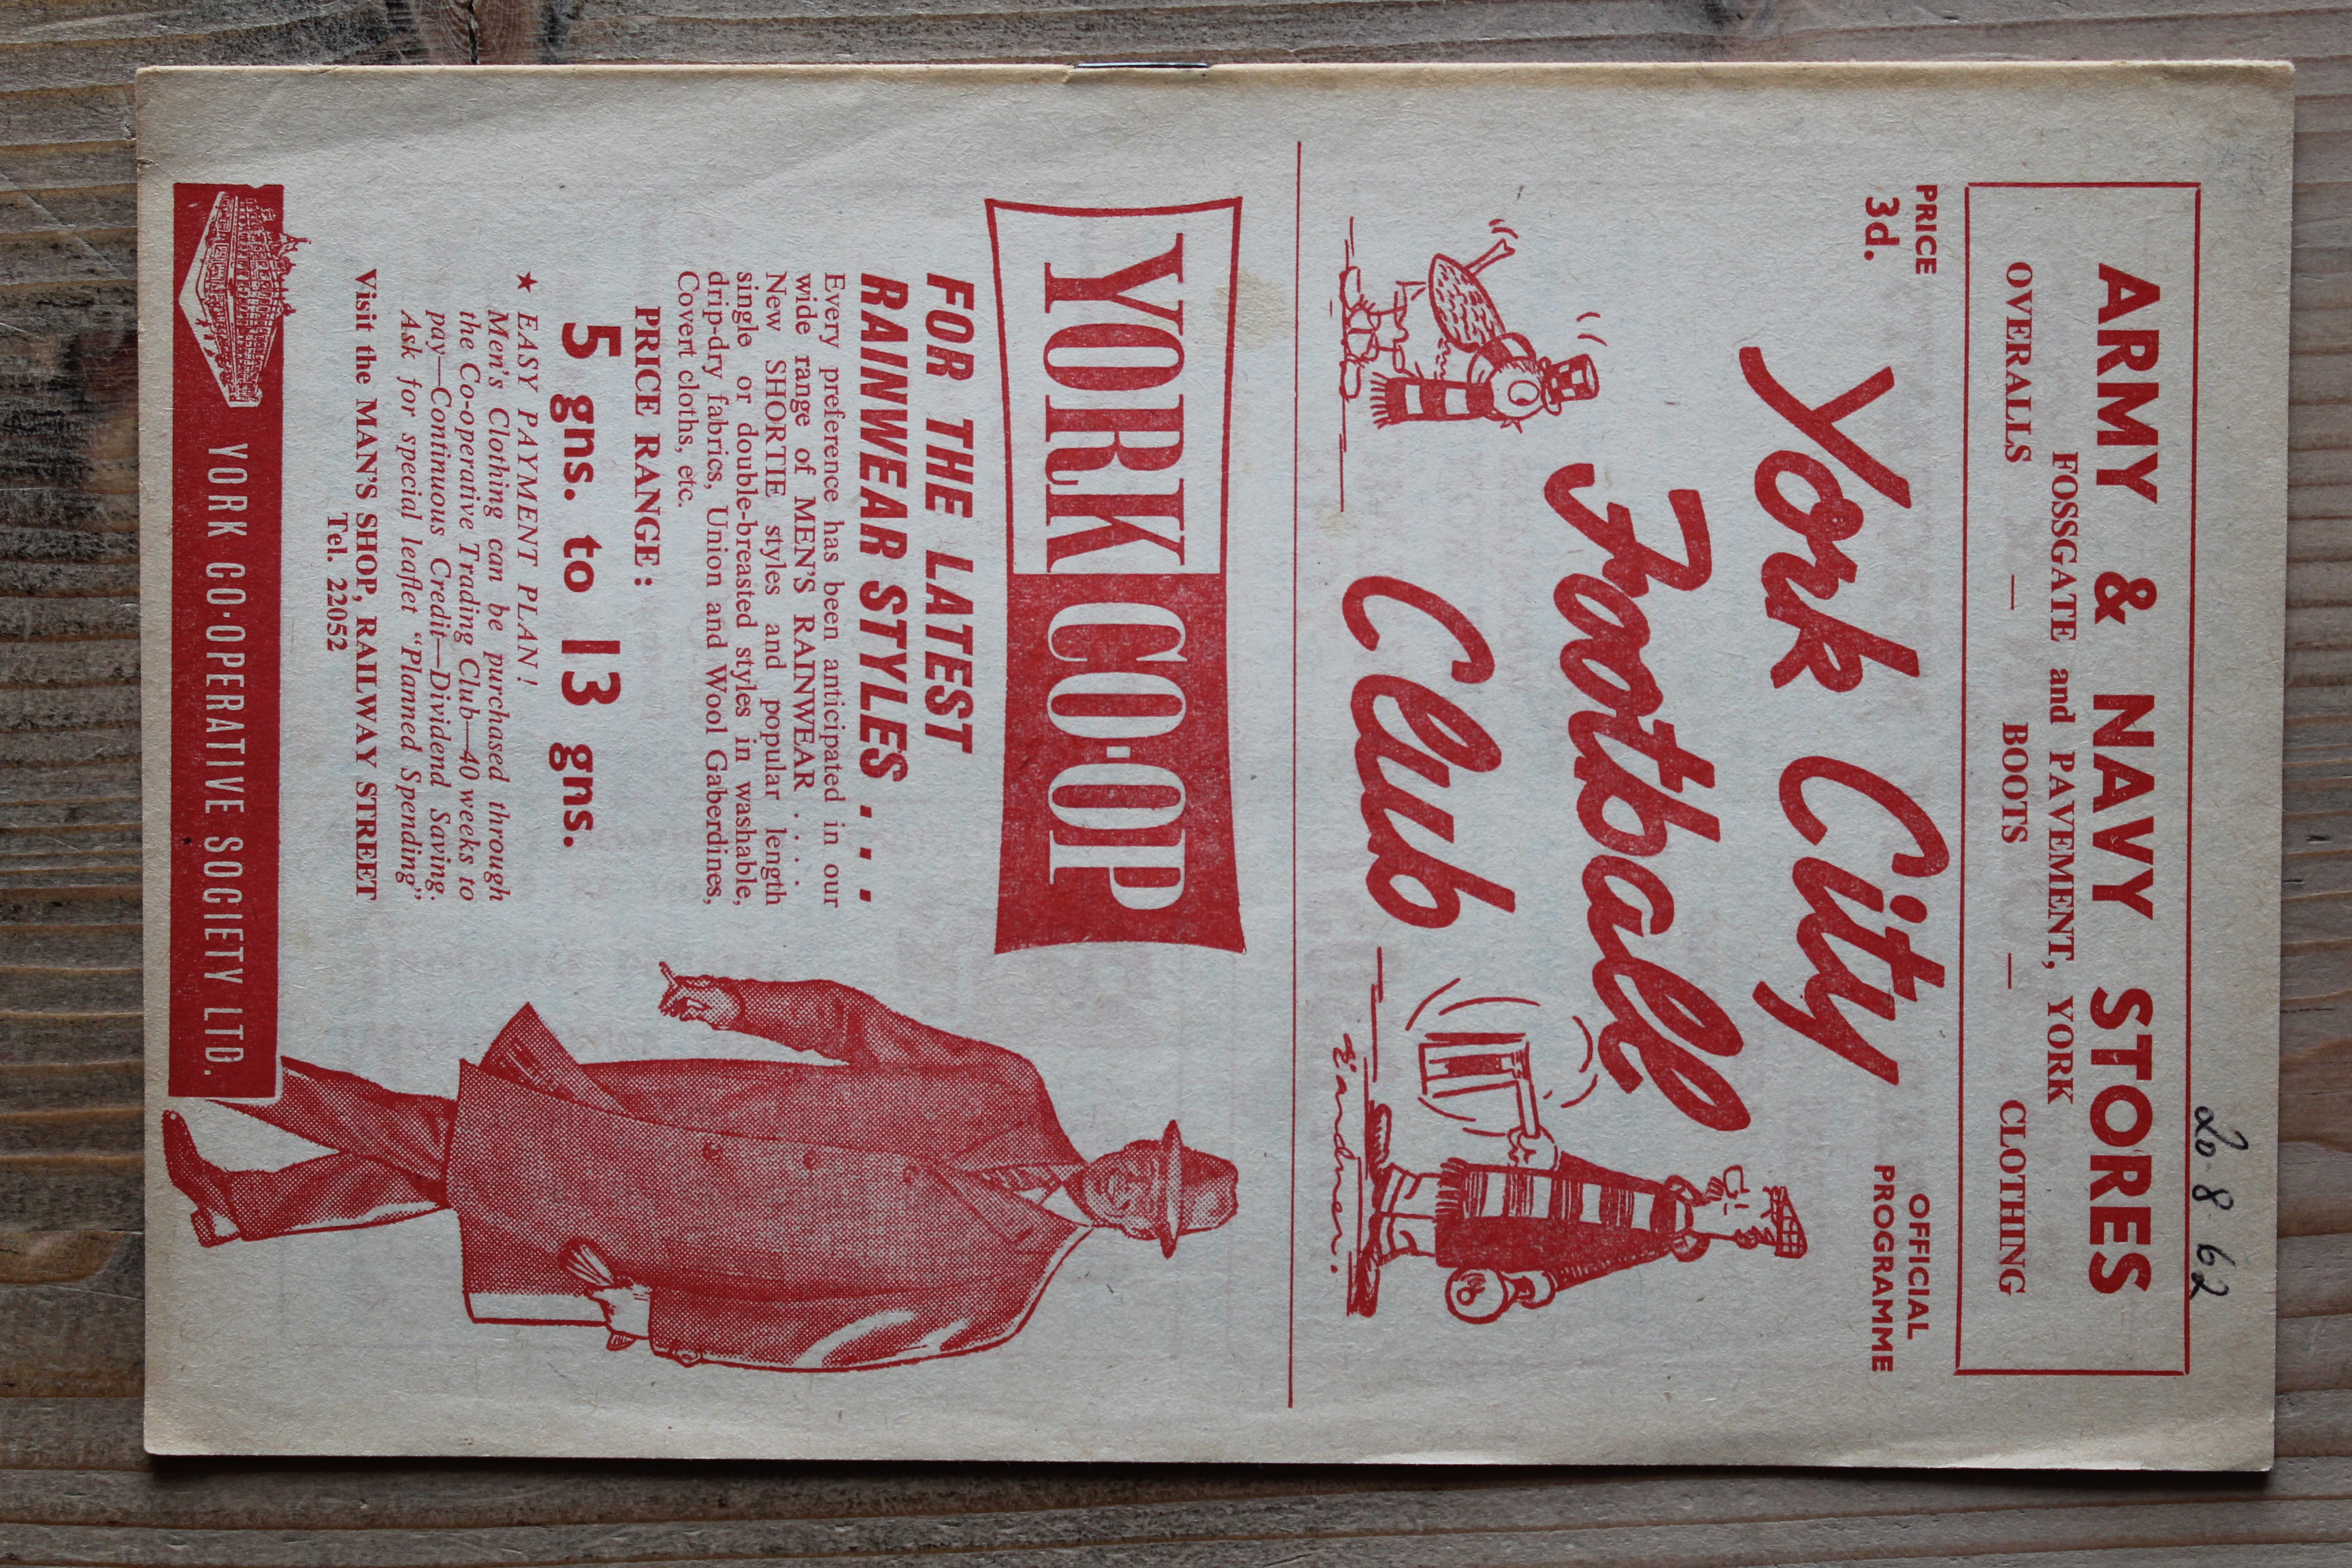 20·8·62
ARMY & NAVY STORES
FOSSGATE and PAVEMENT, YORK
OVERALLS — BOOTS — CLOTHING
PRICE
3d.
OFFICIAL
PROGRAMME
York City
Football
Club
YORK CO·OP
FOR THE LATEST
RAINWEAR STYLES . . .
Every preference has been anticipated in our
wide range of MEN'S RAINWEAR . . . .
New SHORTIE styles and popular length
single or double-breasted styles in washable,
drip-dry fabrics, Union and Wool Gaberdines,
Covert cloths, etc.
PRICE RANGE :
5 gns. to 13 gns.
★ EASY PAYMENT PLAN !
Men's Clothing can be purchased through
the Co-operative Trading Club—40 weeks to
pay—Continuous Credit—Dividend Saving.
Ask for special leaflet "Planned Spending"
Visit the MAN'S SHOP, RAILWAY STREET
Tel. 22052
YORK CO·OPERATIVE SOCIETY LTD.